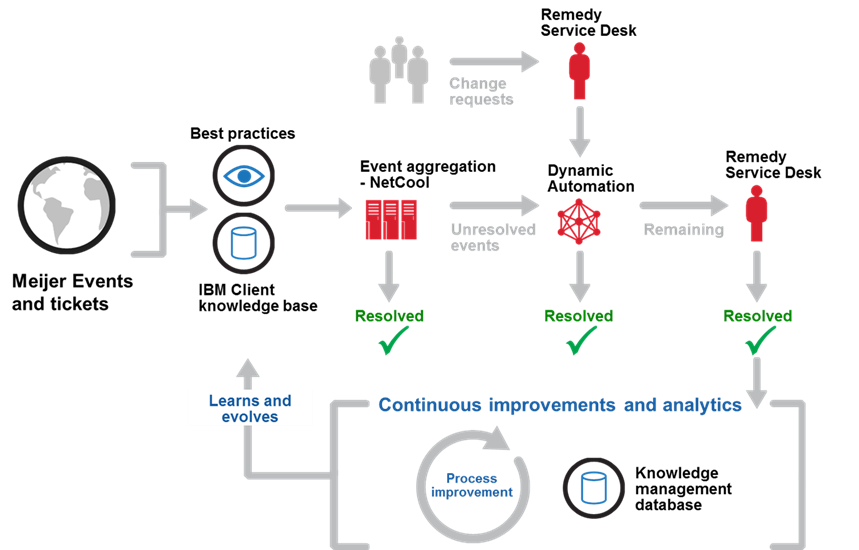 Remedy
Service Desk
Change
requests
Best practices
Event aggregation
- NetCool
Dynamic
Automation
Remedy
Service Desk
Unresolved
events
Remaining
Meijer Events
and tickets
IBM Client
knowledge base
Resolved
Resolved
Resolved
Learns and
evolves
Continuous improvements and analytics
Process
improvement
Knowledge
management
database